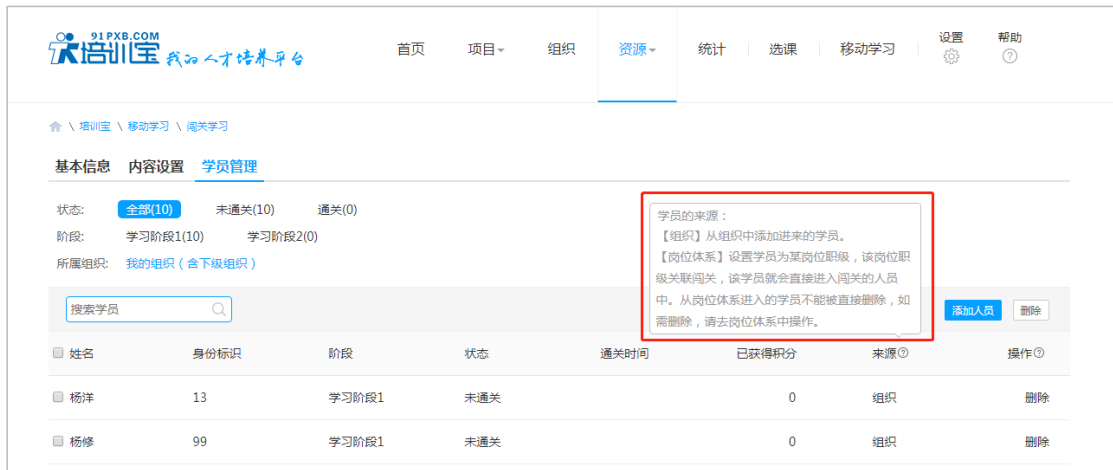 91PXB.COM
培训宝 我的人才培养平台
首页 项目 组织 资源 统计 选课 移动学习 设置 帮助
\ 培训宝 \ 移动学习 \ 闯关学习
基本信息 内容设置 学员管理
状态: 全部(10) 未通关(10) 通关(0)
阶段: 学习阶段1(10) 学习阶段2(0)
所属组织: 我的组织（含下级组织）
学员的来源：
【组织】从组织中添加进来的学员。
【岗位体系】设置学员为某岗位职级，该岗位职
级关联闯关，该学员就会直接进入闯关的人员
中。从岗位体系进入的学员不能被直接删除，如
需删除，请去岗位体系中操作。
搜索学员 添加人员 删除
姓名 身份标识 阶段 状态 通关时间 已获得积分 来源 操作
杨洋 13 学习阶段1 未通关 0 组织 删除
杨修 99 学习阶段1 未通关 0 组织 删除